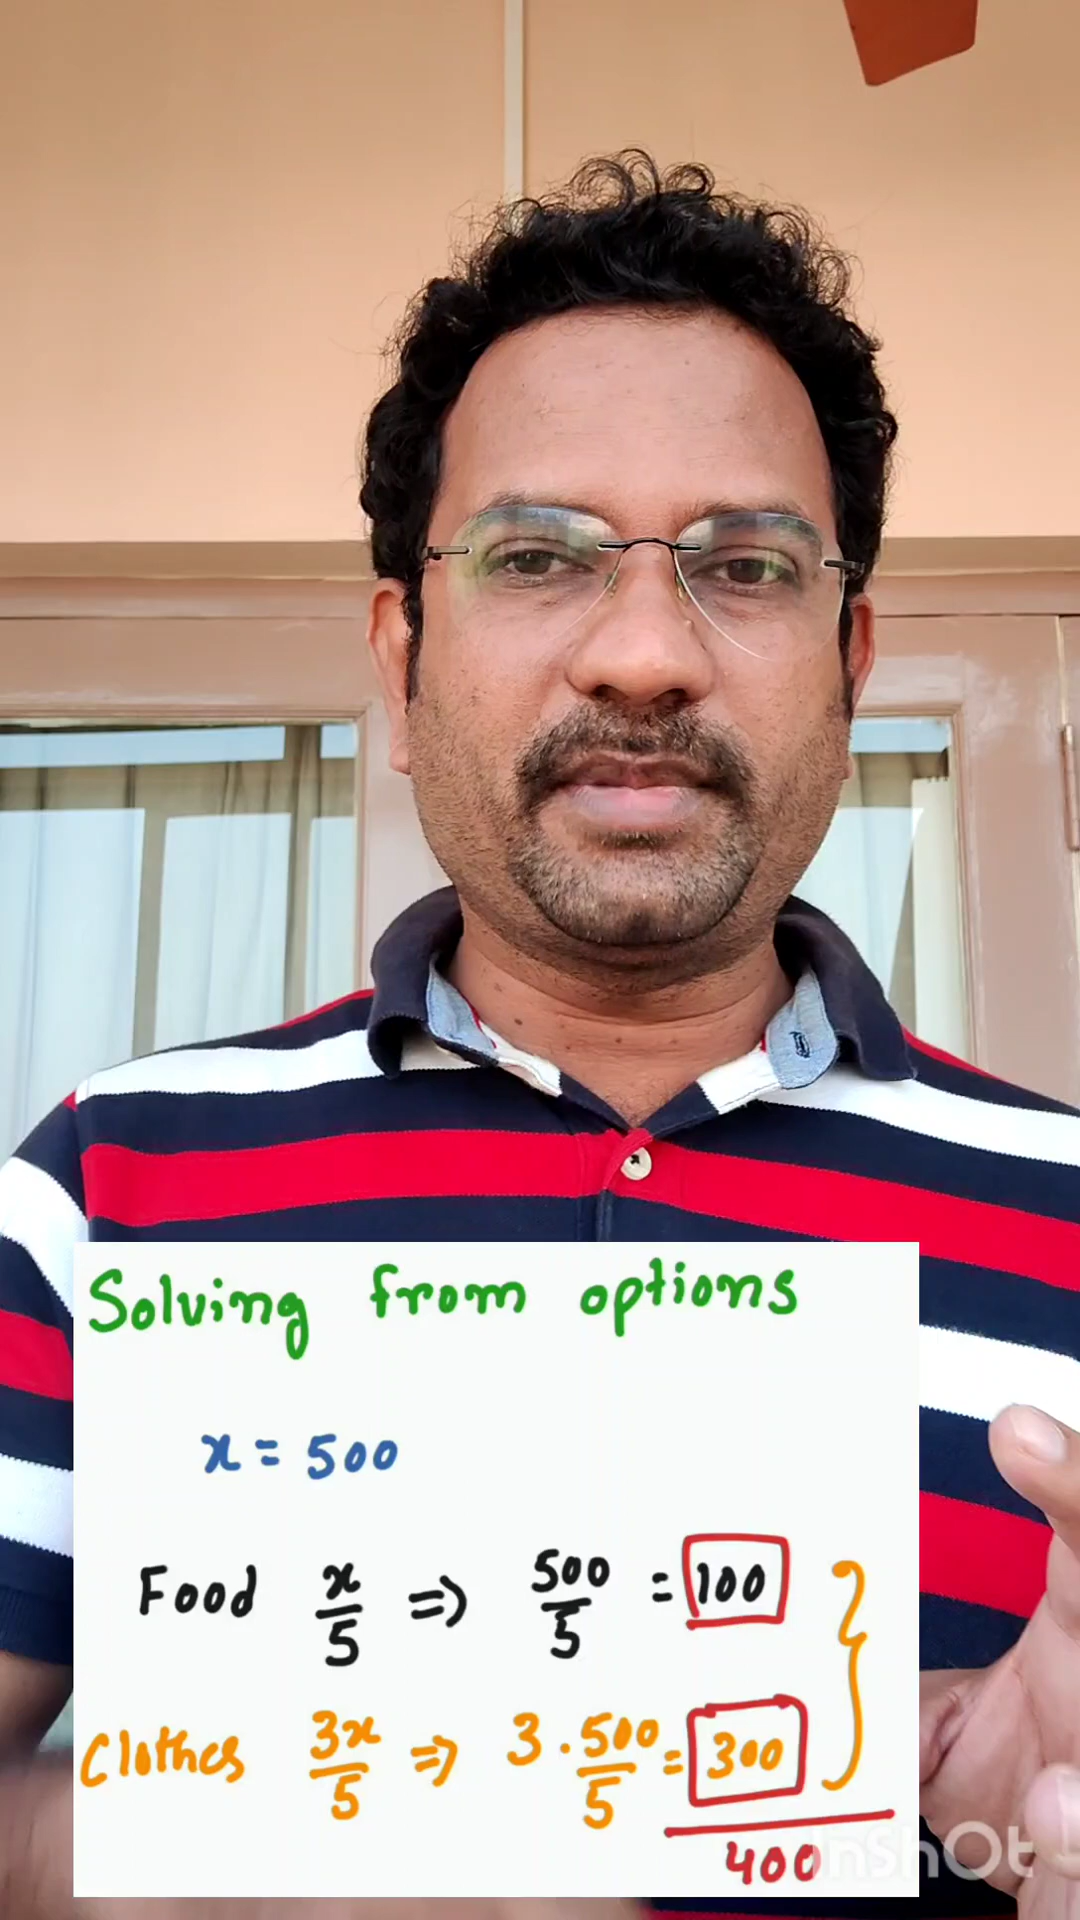 Solving from options
x = 500
Food x/5 => 500/5 = 100
Clothes 3x/5 => 3.500/5 = 300
400
InShOt